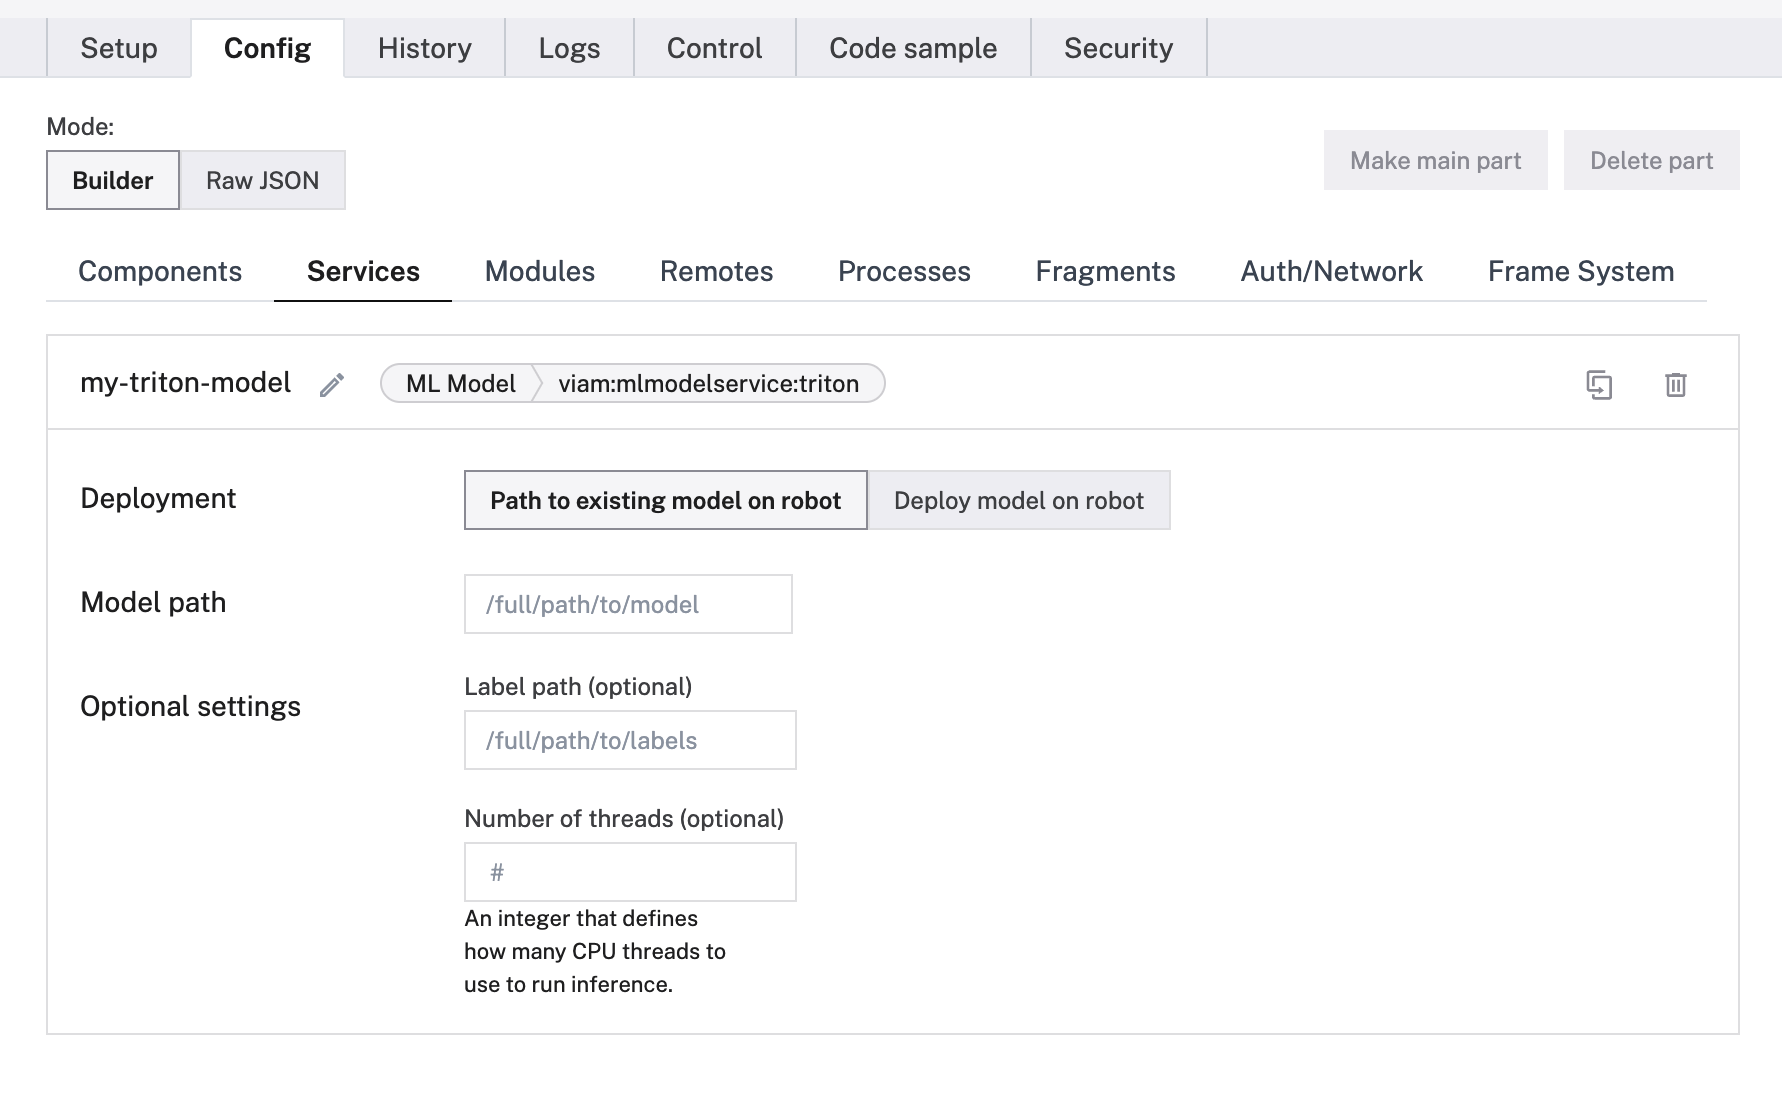 Setup Config History Logs Control Code sample Security
Mode:
Builder Raw JSON
Make main part Delete part
Components Services Modules Remotes Processes Fragments Auth/Network Frame System
my-triton-model ML Model viam:mlmodelservice:triton
Deployment Path to existing model on robot Deploy model on robot
Model path /full/path/to/model
Optional settings
Label path (optional)
/full/path/to/labels
Number of threads (optional)
#
An integer that defines
how many CPU threads to
use to run inference.